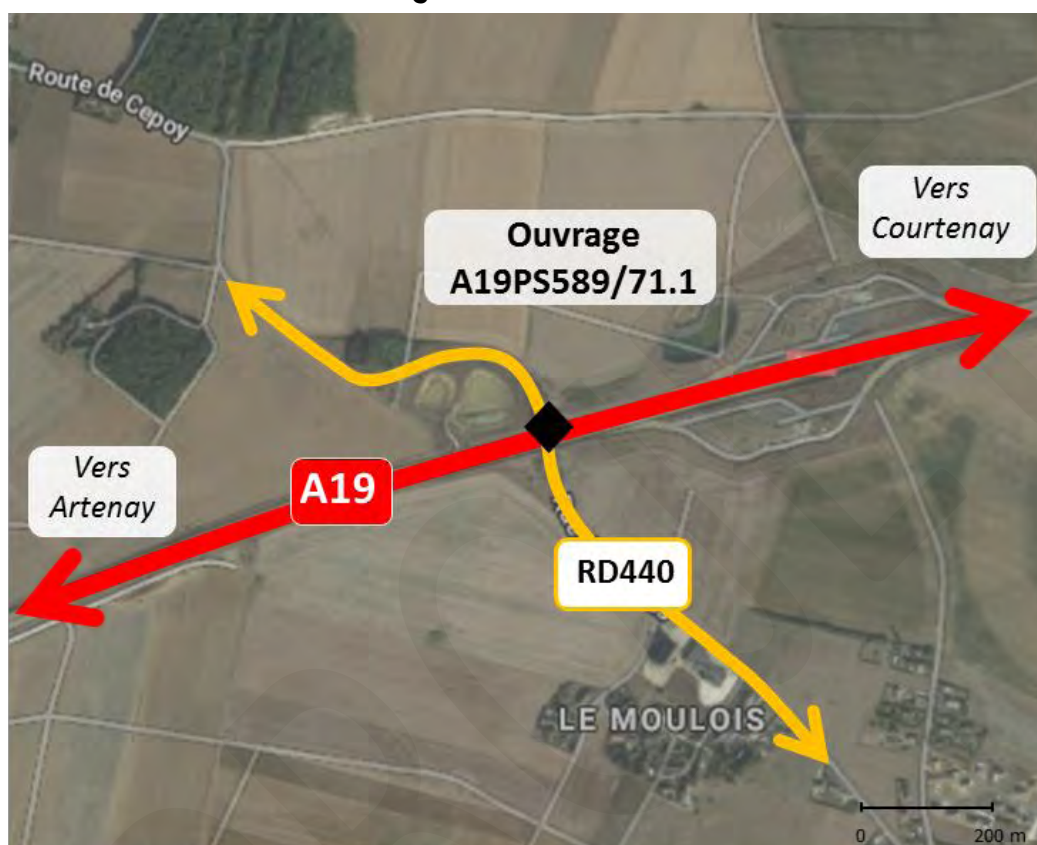 Route de Cepoy
Vers
Courtenay
Ouvrage
A19PS589/71.1
Vers
Artenay
A19
RD440
LE MOULOIS
0 200 m